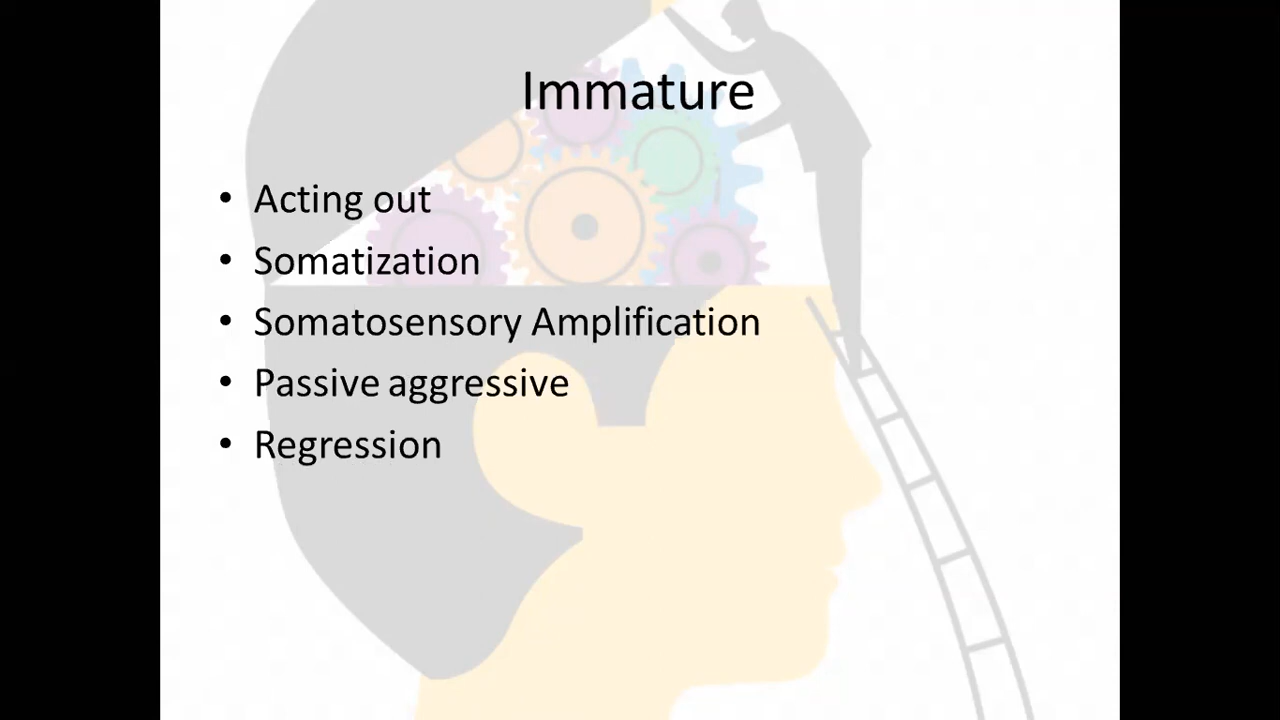 Immature
• Acting out
• Somatization
• Somatosensory Amplification
• Passive aggressive
• Regression